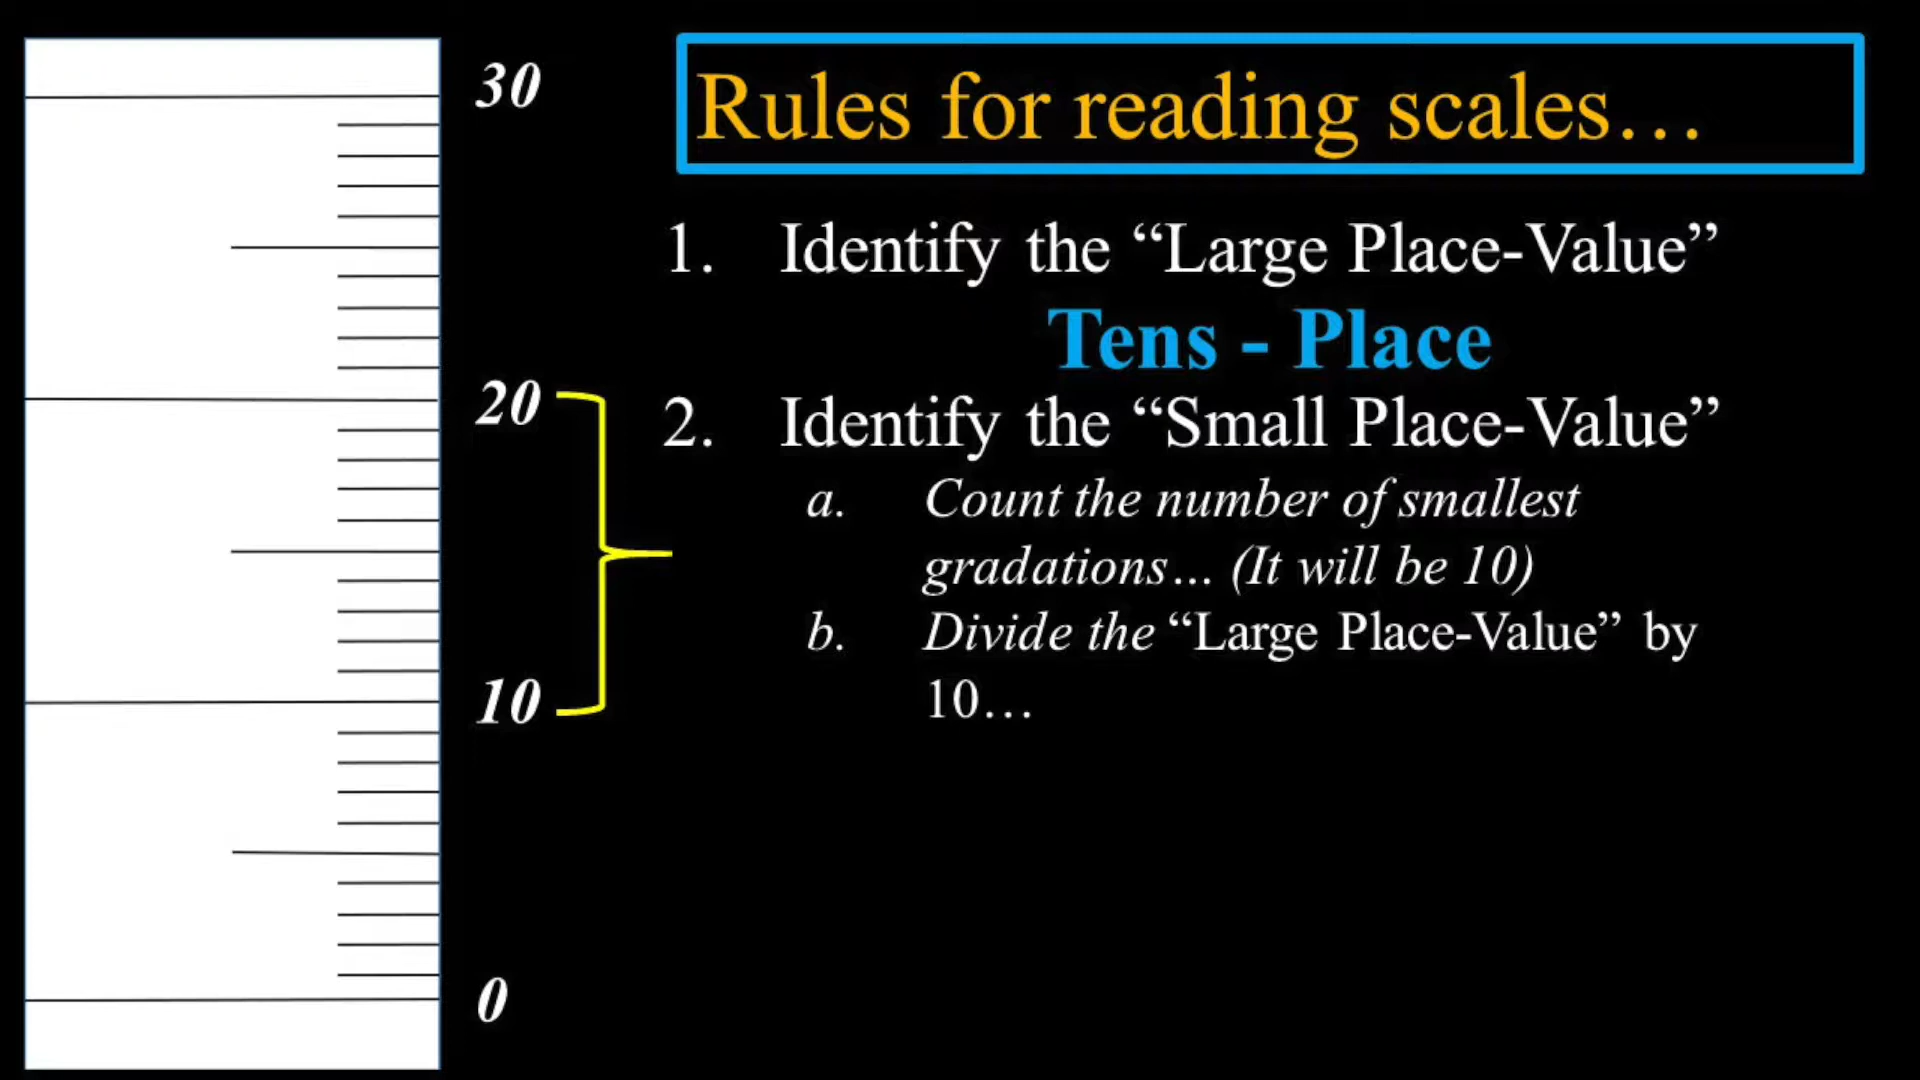 30
20
10
0
Rules for reading scales…
1. Identify the “Large Place-Value”
Tens - Place
2. Identify the “Small Place-Value”
a. Count the number of smallest
gradations… (It will be 10)
b. Divide the “Large Place-Value” by
10…